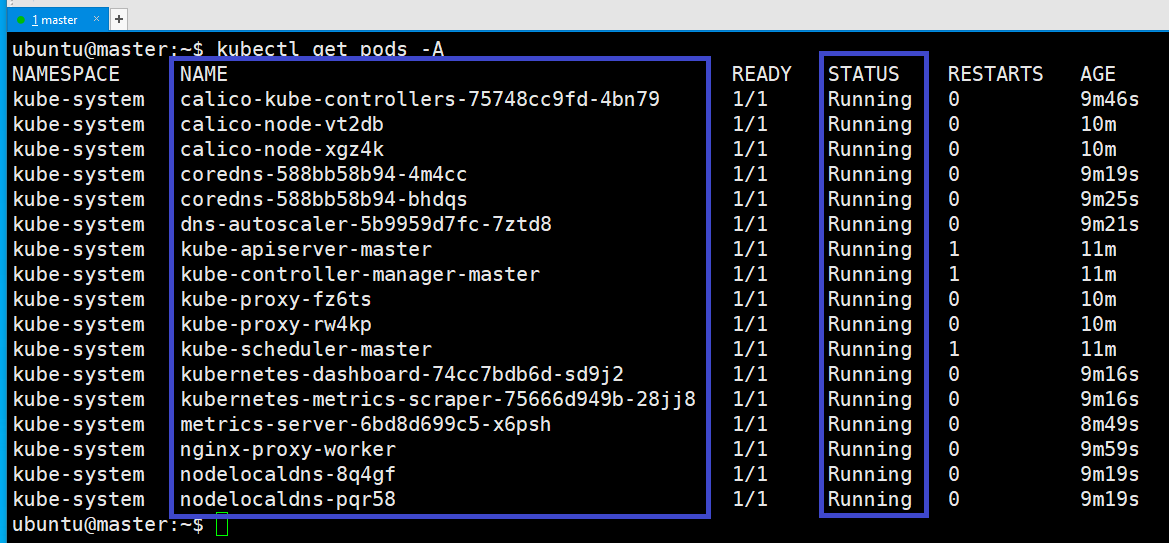 1 master × +
ubuntu@master:~$ kubectl get pods -A
NAMESPACE NAME READY STATUS RESTARTS AGE
kube-system calico-kube-controllers-75748cc9fd-4bn79 1/1 Running 0 9m46s
kube-system calico-node-vt2db 1/1 Running 0 10m
kube-system calico-node-xgz4k 1/1 Running 0 10m
kube-system coredns-588bb58b94-4m4cc 1/1 Running 0 9m19s
kube-system coredns-588bb58b94-bhdqs 1/1 Running 0 9m25s
kube-system dns-autoscaler-5b9959d7fc-7ztd8 1/1 Running 0 9m21s
kube-system kube-apiserver-master 1/1 Running 1 11m
kube-system kube-controller-manager-master 1/1 Running 1 11m
kube-system kube-proxy-fz6ts 1/1 Running 0 10m
kube-system kube-proxy-rw4kp 1/1 Running 0 10m
kube-system kube-scheduler-master 1/1 Running 1 11m
kube-system kubernetes-dashboard-74cc7bdb6d-sd9j2 1/1 Running 0 9m16s
kube-system kubernetes-metrics-scraper-75666d949b-28jj8 1/1 Running 0 9m16s
kube-system metrics-server-6bd8d699c5-x6psh 1/1 Running 0 8m49s
kube-system nginx-proxy-worker 1/1 Running 0 9m59s
kube-system nodelocaldns-8q4gf 1/1 Running 0 9m19s
kube-system nodelocaldns-pqr58 1/1 Running 0 9m19s
ubuntu@master:~$